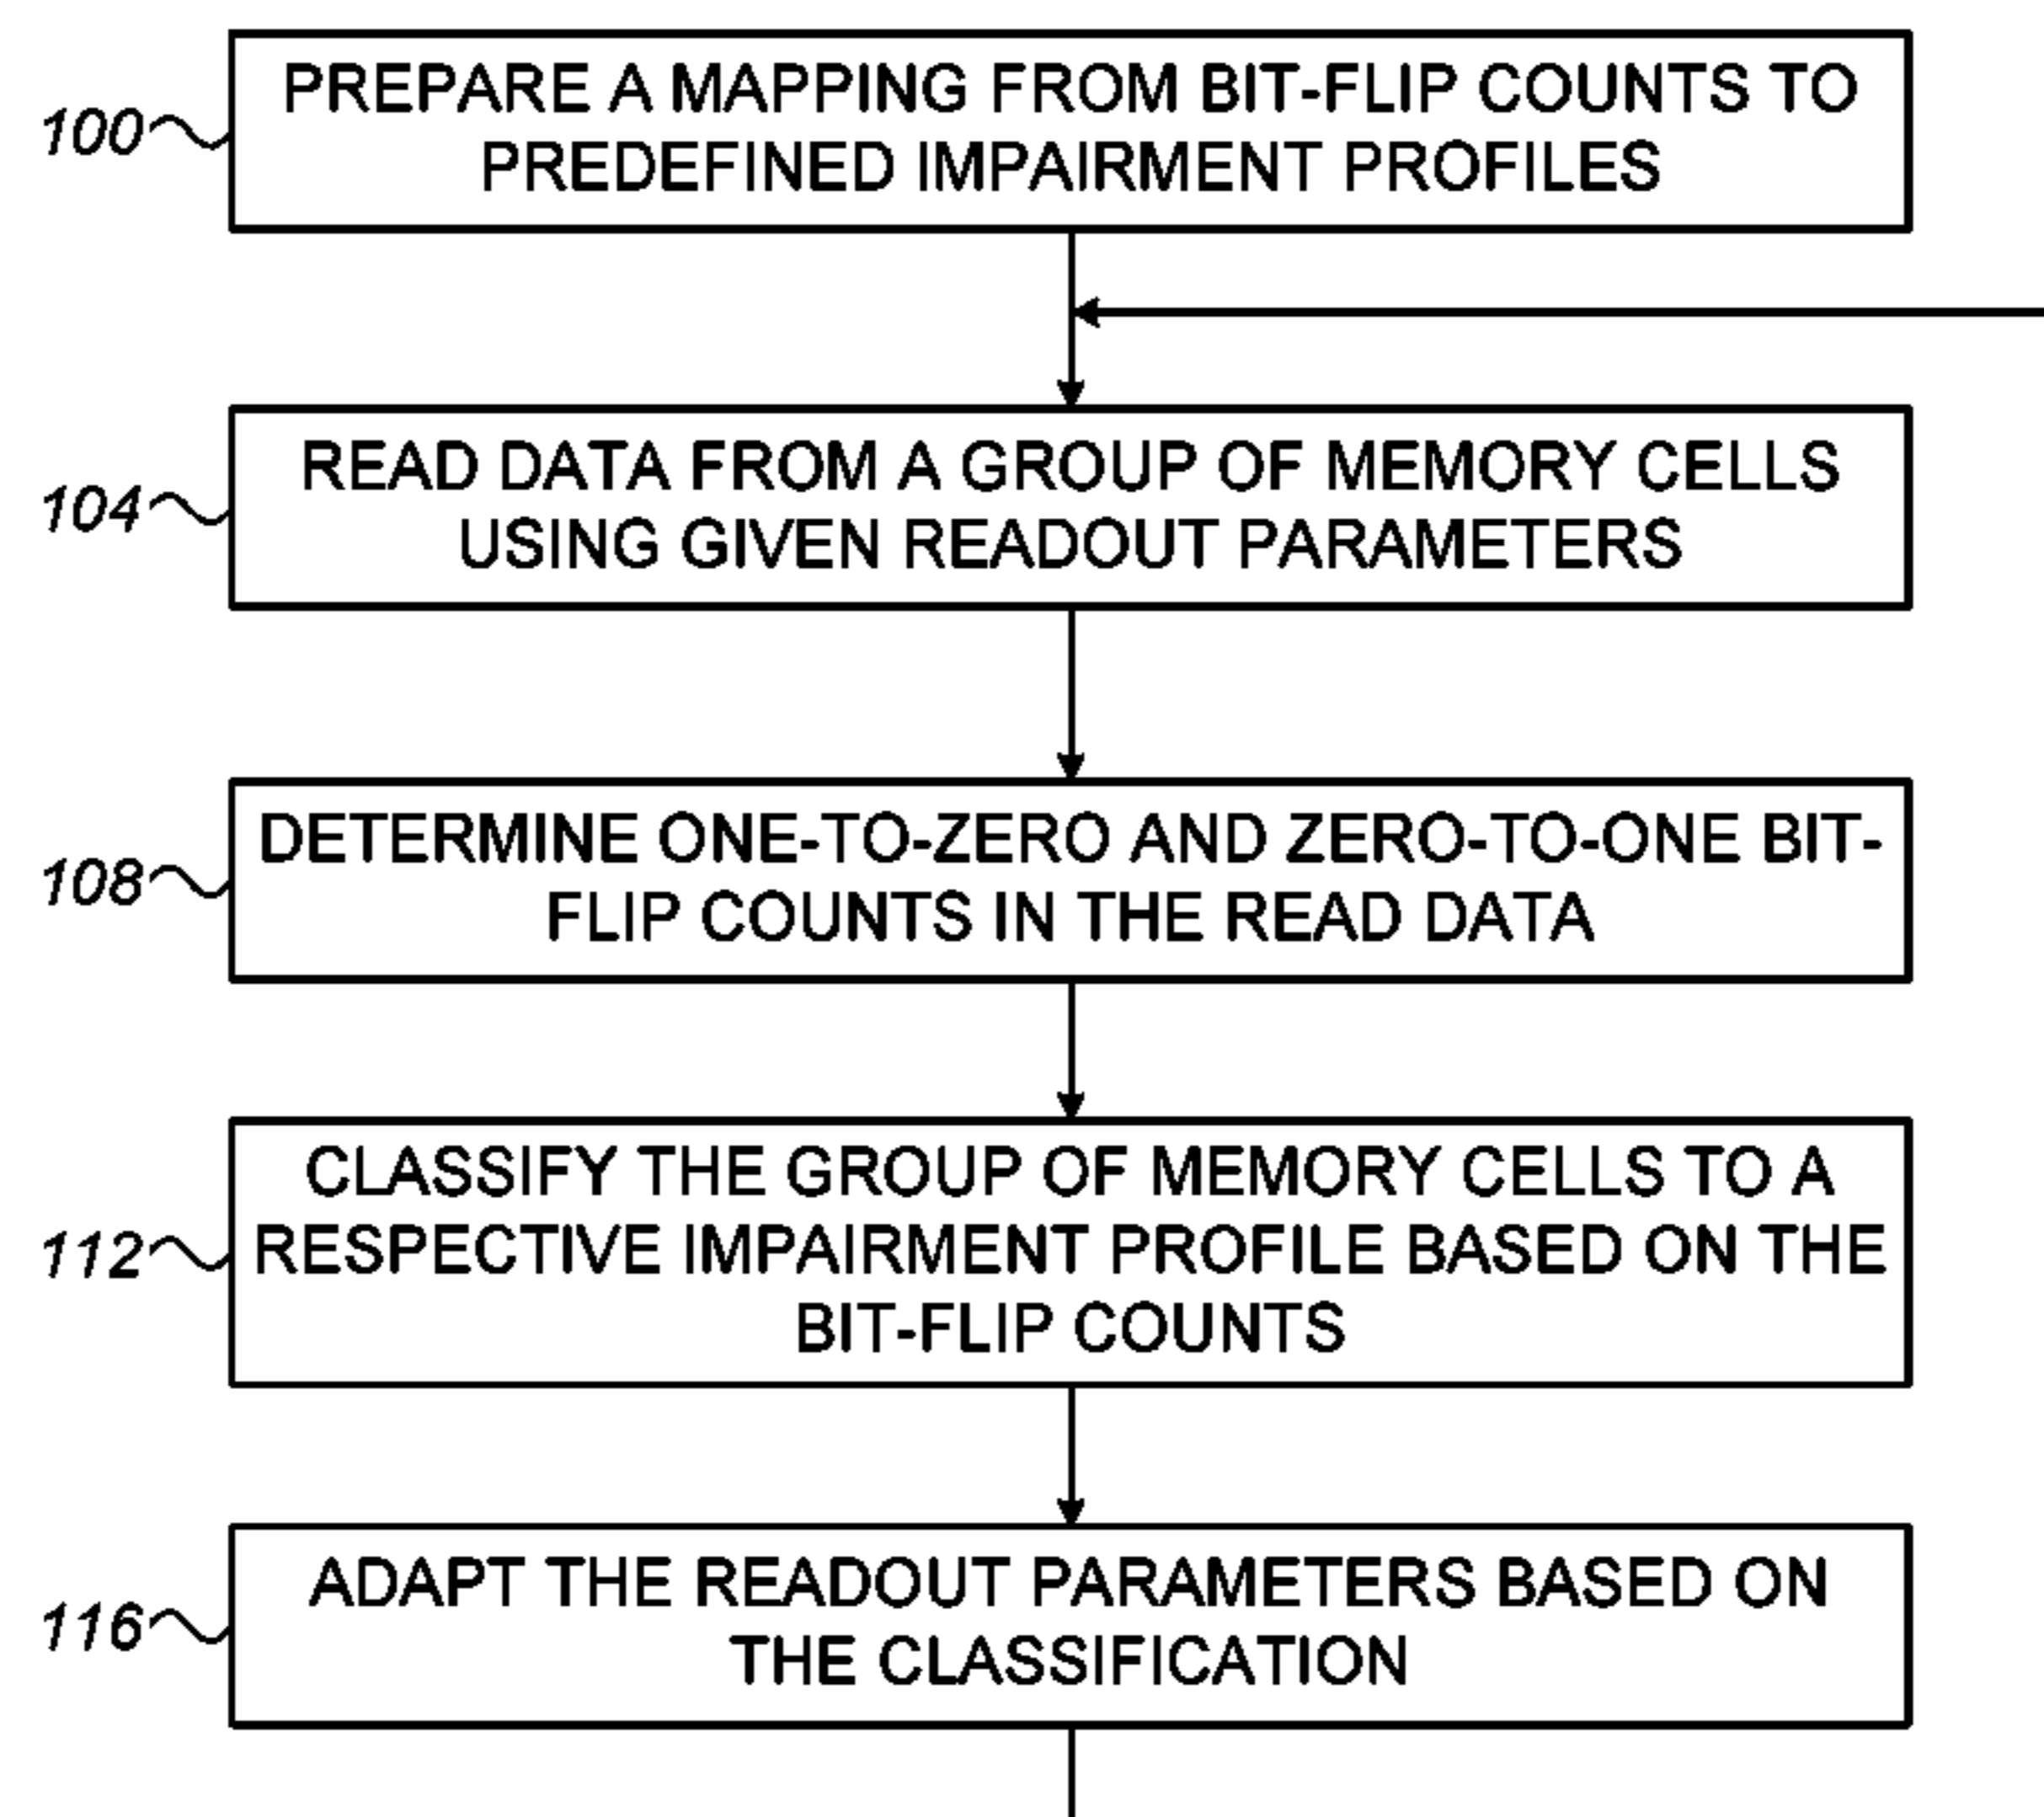 100
PREPARE A MAPPING FROM BIT-FLIP COUNTS TO
PREDEFINED IMPAIRMENT PROFILES
104
READ DATA FROM A GROUP OF MEMORY CELLS
USING GIVEN READOUT PARAMETERS
108
DETERMINE ONE-TO-ZERO AND ZERO-TO-ONE BIT-
FLIP COUNTS IN THE READ DATA
112
CLASSIFY THE GROUP OF MEMORY CELLS TO A
RESPECTIVE IMPAIRMENT PROFILE BASED ON THE
BIT-FLIP COUNTS
116
ADAPT THE READOUT PARAMETERS BASED ON
THE CLASSIFICATION